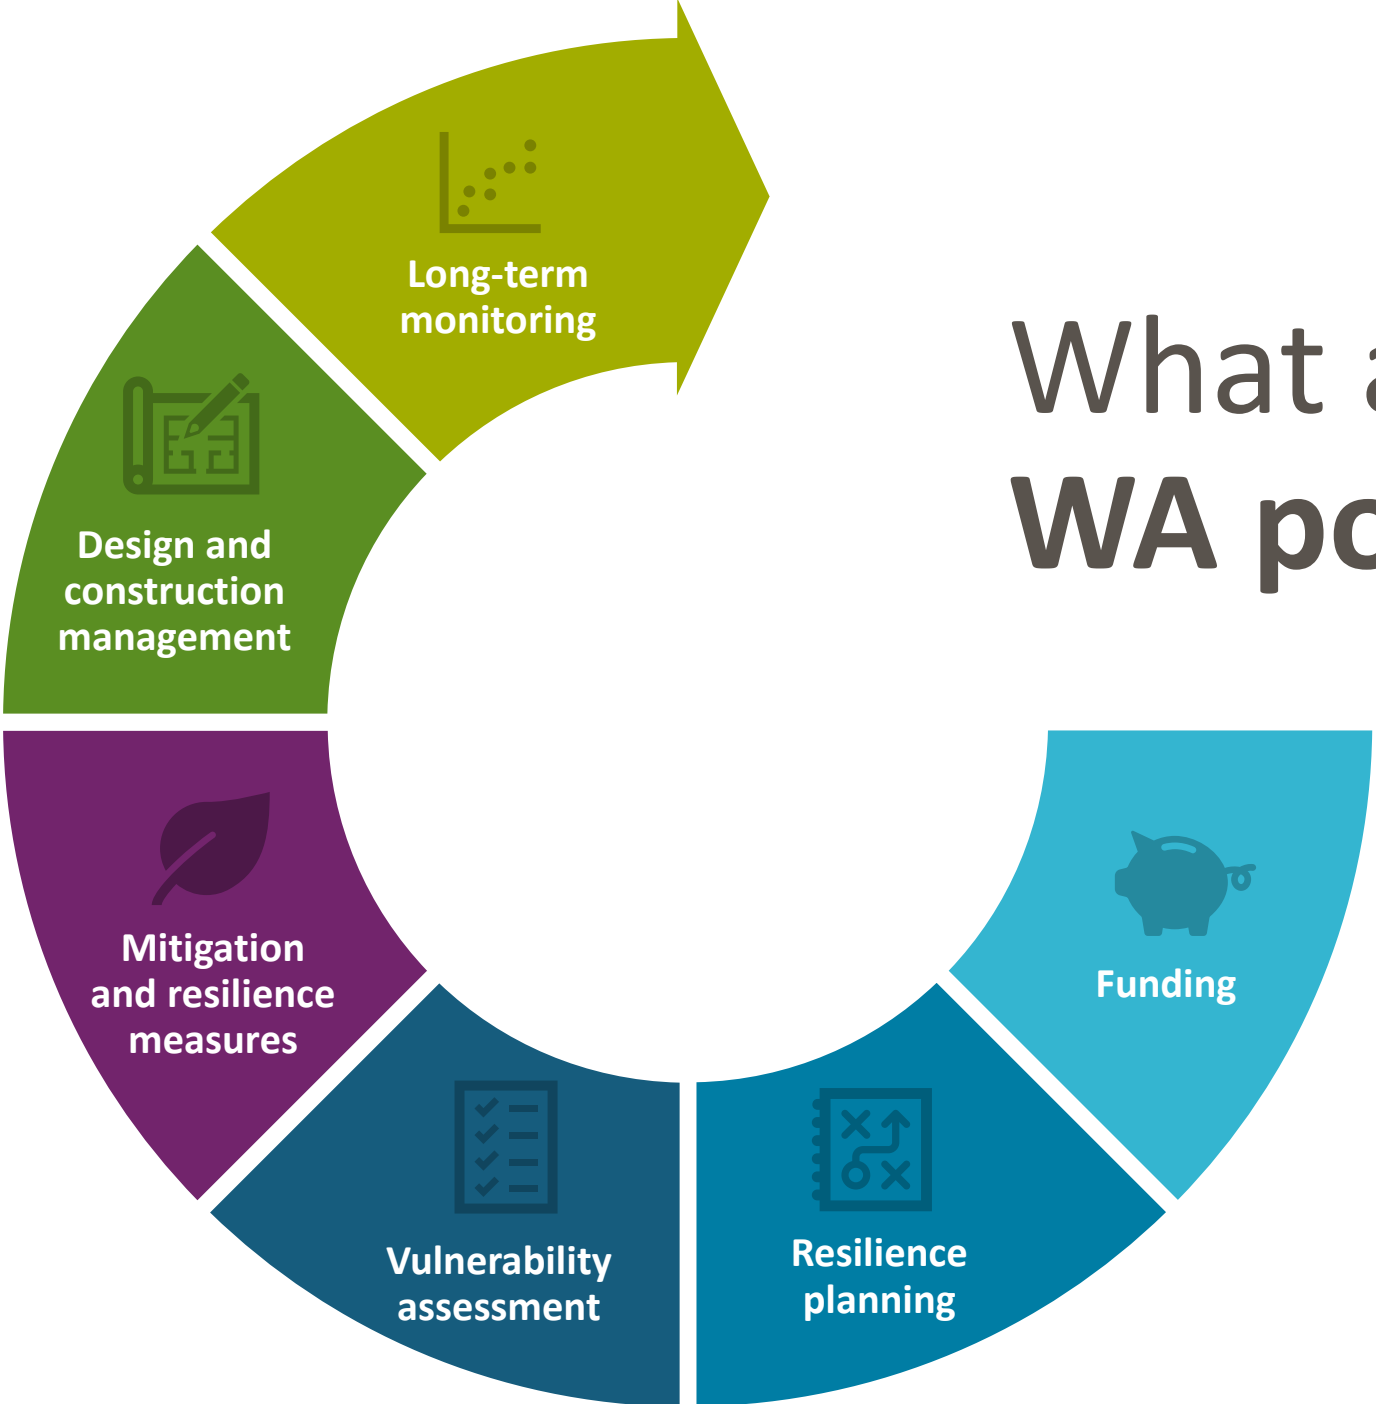 Long-term
monitoring
What
WA
Design and
construction
management
Mitigation
and resilience
measures
Funding
Vulnerability
assessment
Resilience
planning